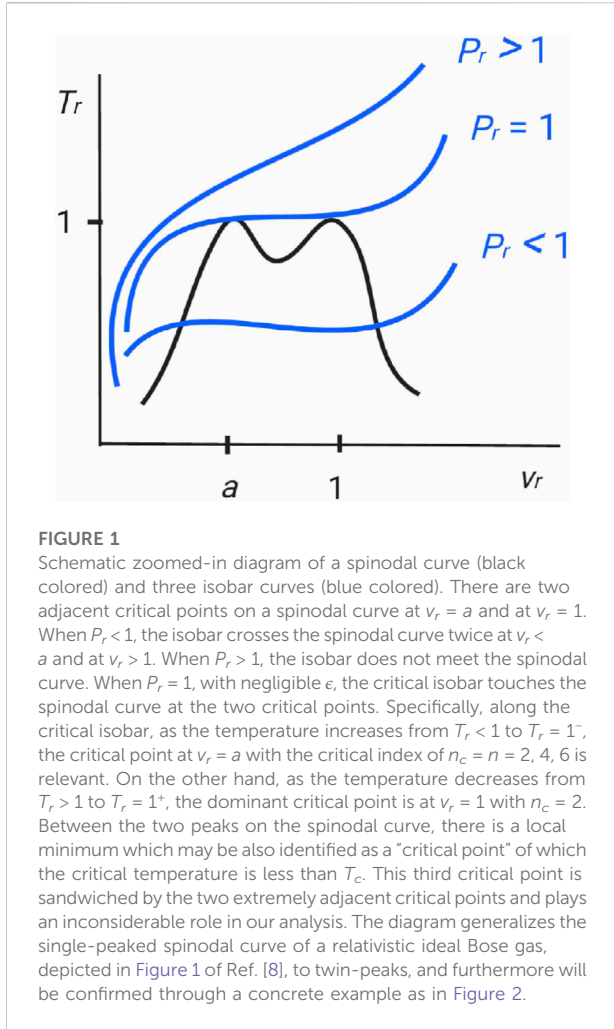 P_r > 1
T_r
P_r = 1
1
P_r < 1
a
1
v_r
FIGURE 1
Schematic zoomed-in diagram of a spinodal curve (black
colored) and three isobar curves (blue colored). There are two
adjacent critical points on a spinodal curve at v_r = a and at v_r = 1.
When P_r < 1, the isobar crosses the spinodal curve twice at v_r <
a and at v_r > 1. When P_r > 1, the isobar does not meet the spinodal
curve. When P_r = 1, with negligible ϵ, the critical isobar touches the
spinodal curve at the two critical points. Specifically, along the
critical isobar, as the temperature increases from T_r < 1 to T_r = 1⁻,
the critical point at v_r = a with the critical index of n_c = n = 2, 4, 6 is
relevant. On the other hand, as the temperature decreases from
T_r > 1 to T_r = 1⁺, the dominant critical point is at v_r = 1 with n_c = 2.
Between the two peaks on the spinodal curve, there is a local
minimum which may be also identified as a “critical point” of which
the critical temperature is less than T_c. This third critical point is
sandwiched by the two extremely adjacent critical points and plays
an inconsiderable role in our analysis. The diagram generalizes the
single-peaked spinodal curve of a relativistic ideal Bose gas,
depicted in Figure 1 of Ref. [8], to twin-peaks, and furthermore will
be confirmed through a concrete example as in Figure 2.